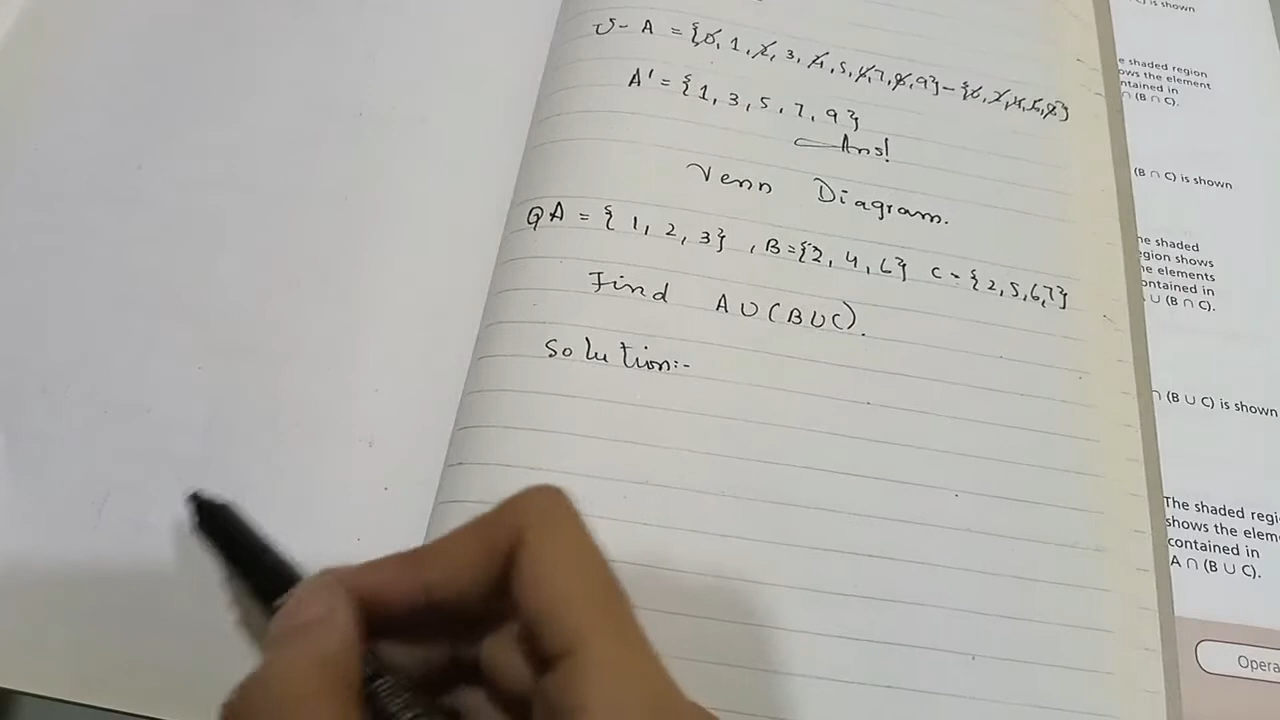 U - A = {0, 1, 2, 3, 4, 5, 6, 7, 8, 9} - {0, 2, 4, 6, 8}
A' = {1, 3, 5, 7, 9}
Ans!
Venn Diagram.
Q A = { 1, 2, 3} , B = {2, 4, 6} C = {2, 5, 6, 7}
Find A ∪ (B ∪ C).
Solution:-
is shown
e shaded region
ows the element
ntained in
∩ (B ∩ C).
(B ∩ C) is shown
he shaded
egion shows
he elements
ontained in
∪ (B ∩ C).
∩ (B ∪ C) is shown
The shaded regi
shows the elem
contained in
A ∩ (B ∪ C).
Opera